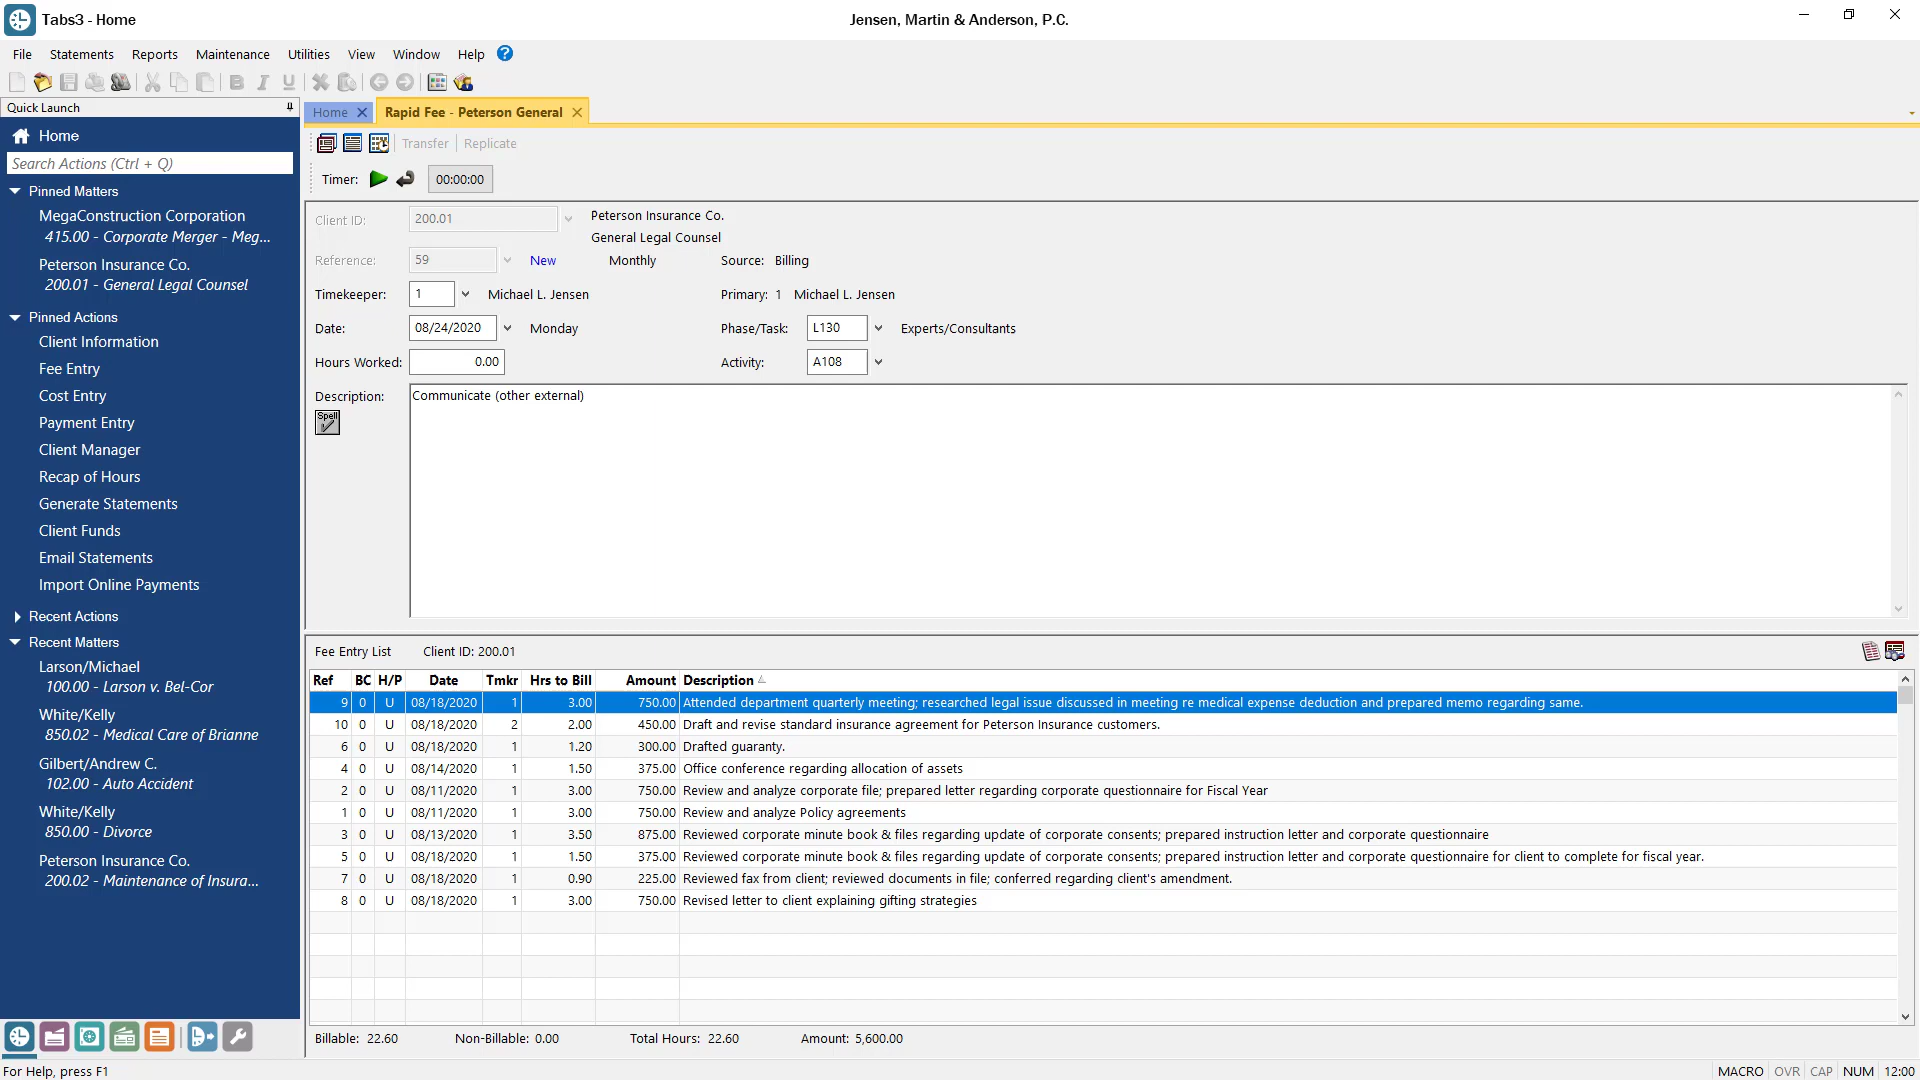 Tabs3 - Home
Jensen, Martin & Anderson, P.C.
File Statements Reports Maintenance Utilities View Window Help
Quick Launch
Home
Search Actions (Ctrl + Q)
Pinned Matters
MegaConstruction Corporation
415.00 - Corporate Merger - Meg...
Peterson Insurance Co.
200.01 - General Legal Counsel
Pinned Actions
Client Information
Fee Entry
Cost Entry
Payment Entry
Client Manager
Recap of Hours
Generate Statements
Client Funds
Email Statements
Import Online Payments
Recent Actions
Recent Matters
Larson/Michael
100.00 - Larson v. Bel-Cor
White/Kelly
850.02 - Medical Care of Brianne
Gilbert/Andrew C.
102.00 - Auto Accident
White/Kelly
850.00 - Divorce
Peterson Insurance Co.
200.02 - Maintenance of Insura...
Home Rapid Fee - Peterson General
Transfer Replicate
Timer: 00:00:00
Client ID: 200.01 Peterson Insurance Co.
General Legal Counsel
Reference: 59 New Monthly Source: Billing
Timekeeper: 1 Michael L. Jensen Primary: 1 Michael L. Jensen
Date: 08/24/2020 Monday Phase/Task: L130 Experts/Consultants
Hours Worked: 0.00 Activity: A108
Description: Communicate (other external)
Spell
Fee Entry List Client ID: 200.01
Ref BC H/P Date Tmkr Hrs to Bill Amount Description
9 0 U 08/18/2020 1 3.00 750.00 Attended department quarterly meeting; researched legal issue discussed in meeting re medical expense deduction and prepared memo regarding same.
10 0 U 08/18/2020 2 2.00 450.00 Draft and revise standard insurance agreement for Peterson Insurance customers.
6 0 U 08/18/2020 1 1.20 300.00 Drafted guaranty.
4 0 U 08/14/2020 1 1.50 375.00 Office conference regarding allocation of assets
2 0 U 08/11/2020 1 3.00 750.00 Review and analyze corporate file; prepared letter regarding corporate questionnaire for Fiscal Year
1 0 U 08/11/2020 1 3.00 750.00 Review and analyze Policy agreements
3 0 U 08/13/2020 1 3.50 875.00 Reviewed corporate minute book & files regarding update of corporate consents; prepared instruction letter and corporate questionnaire
5 0 U 08/18/2020 1 1.50 375.00 Reviewed corporate minute book & files regarding update of corporate consents; prepared instruction letter and corporate questionnaire for client to complete for fiscal year.
7 0 U 08/18/2020 1 0.90 225.00 Reviewed fax from client; reviewed documents in file; conferred regarding client's amendment.
8 0 U 08/18/2020 1 3.00 750.00 Revised letter to client explaining gifting strategies
Billable: 22.60 Non-Billable: 0.00 Total Hours: 22.60 Amount: 5,600.00
For Help, press F1
MACRO OVR CAP NUM 12:00